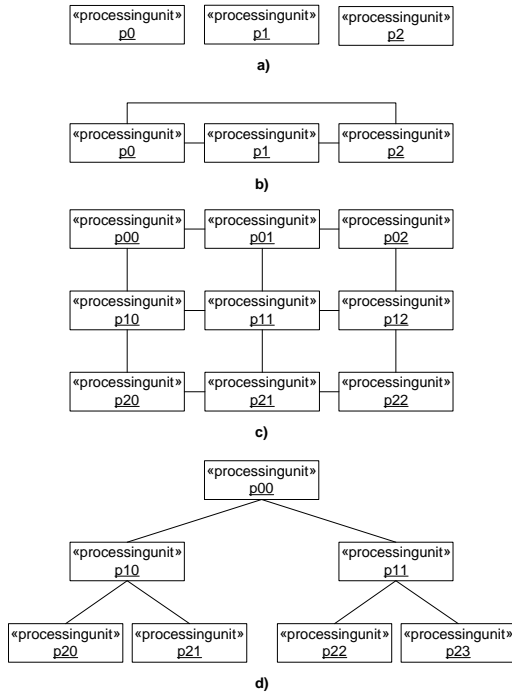 «processingunit» «processingunit» «processingunit»
p0 p1 p2
a)
«processingunit» «processingunit» «processingunit»
p0 p1 p2
b)
«processingunit» «processingunit» «processingunit»
p00 p01 p02
«processingunit» «processingunit» «processingunit»
p10 p11 p12
«processingunit» «processingunit» «processingunit»
p20 p21 p22
c)
«processingunit»
p00
«processingunit» «processingunit»
p10 p11
«processingunit» «processingunit» «processingunit» «processingunit»
p20 p21 p22 p23
d)